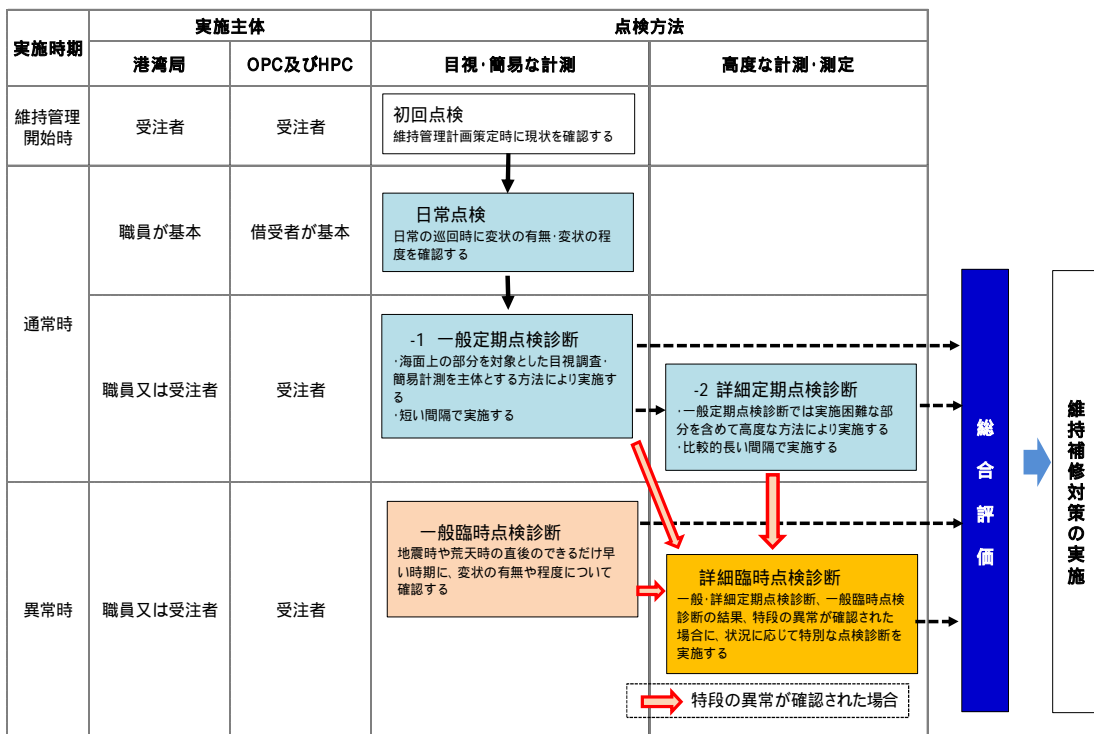 実施時期
実施主体
点検方法
港湾局
OPC及びHPC
目視・簡易な計測
高度な計測・測定
維持管理
開始時
受注者
受注者
初回点検
維持管理計画策定時に現状を確認する
通常時
職員が基本
借受者が基本
日常点検
日常の巡回時に変状の有無・変状の程
度を確認する
職員又は受注者
受注者
-1 一般定期点検診断
・海面上の部分を対象とした目視調査・
簡易計測を主体とする方法により実施す
る
・短い間隔で実施する
-2 詳細定期点検診断
・一般定期点検診断では実施困難な部
分を含めて高度な方法により実施する
・比較的長い間隔で実施する
異常時
職員又は受注者
受注者
一般臨時点検診断
地震時や荒天時の直後のできるだけ早
い時期に、変状の有無や程度について
確認する
詳細臨時点検診断
一般・詳細定期点検診断、一般臨時点検
診断の結果、特段の異常が確認された
場合に、状況に応じて特別な点検診断を
実施する
特段の異常が確認された場合
総合評価
維持補修対策の実施